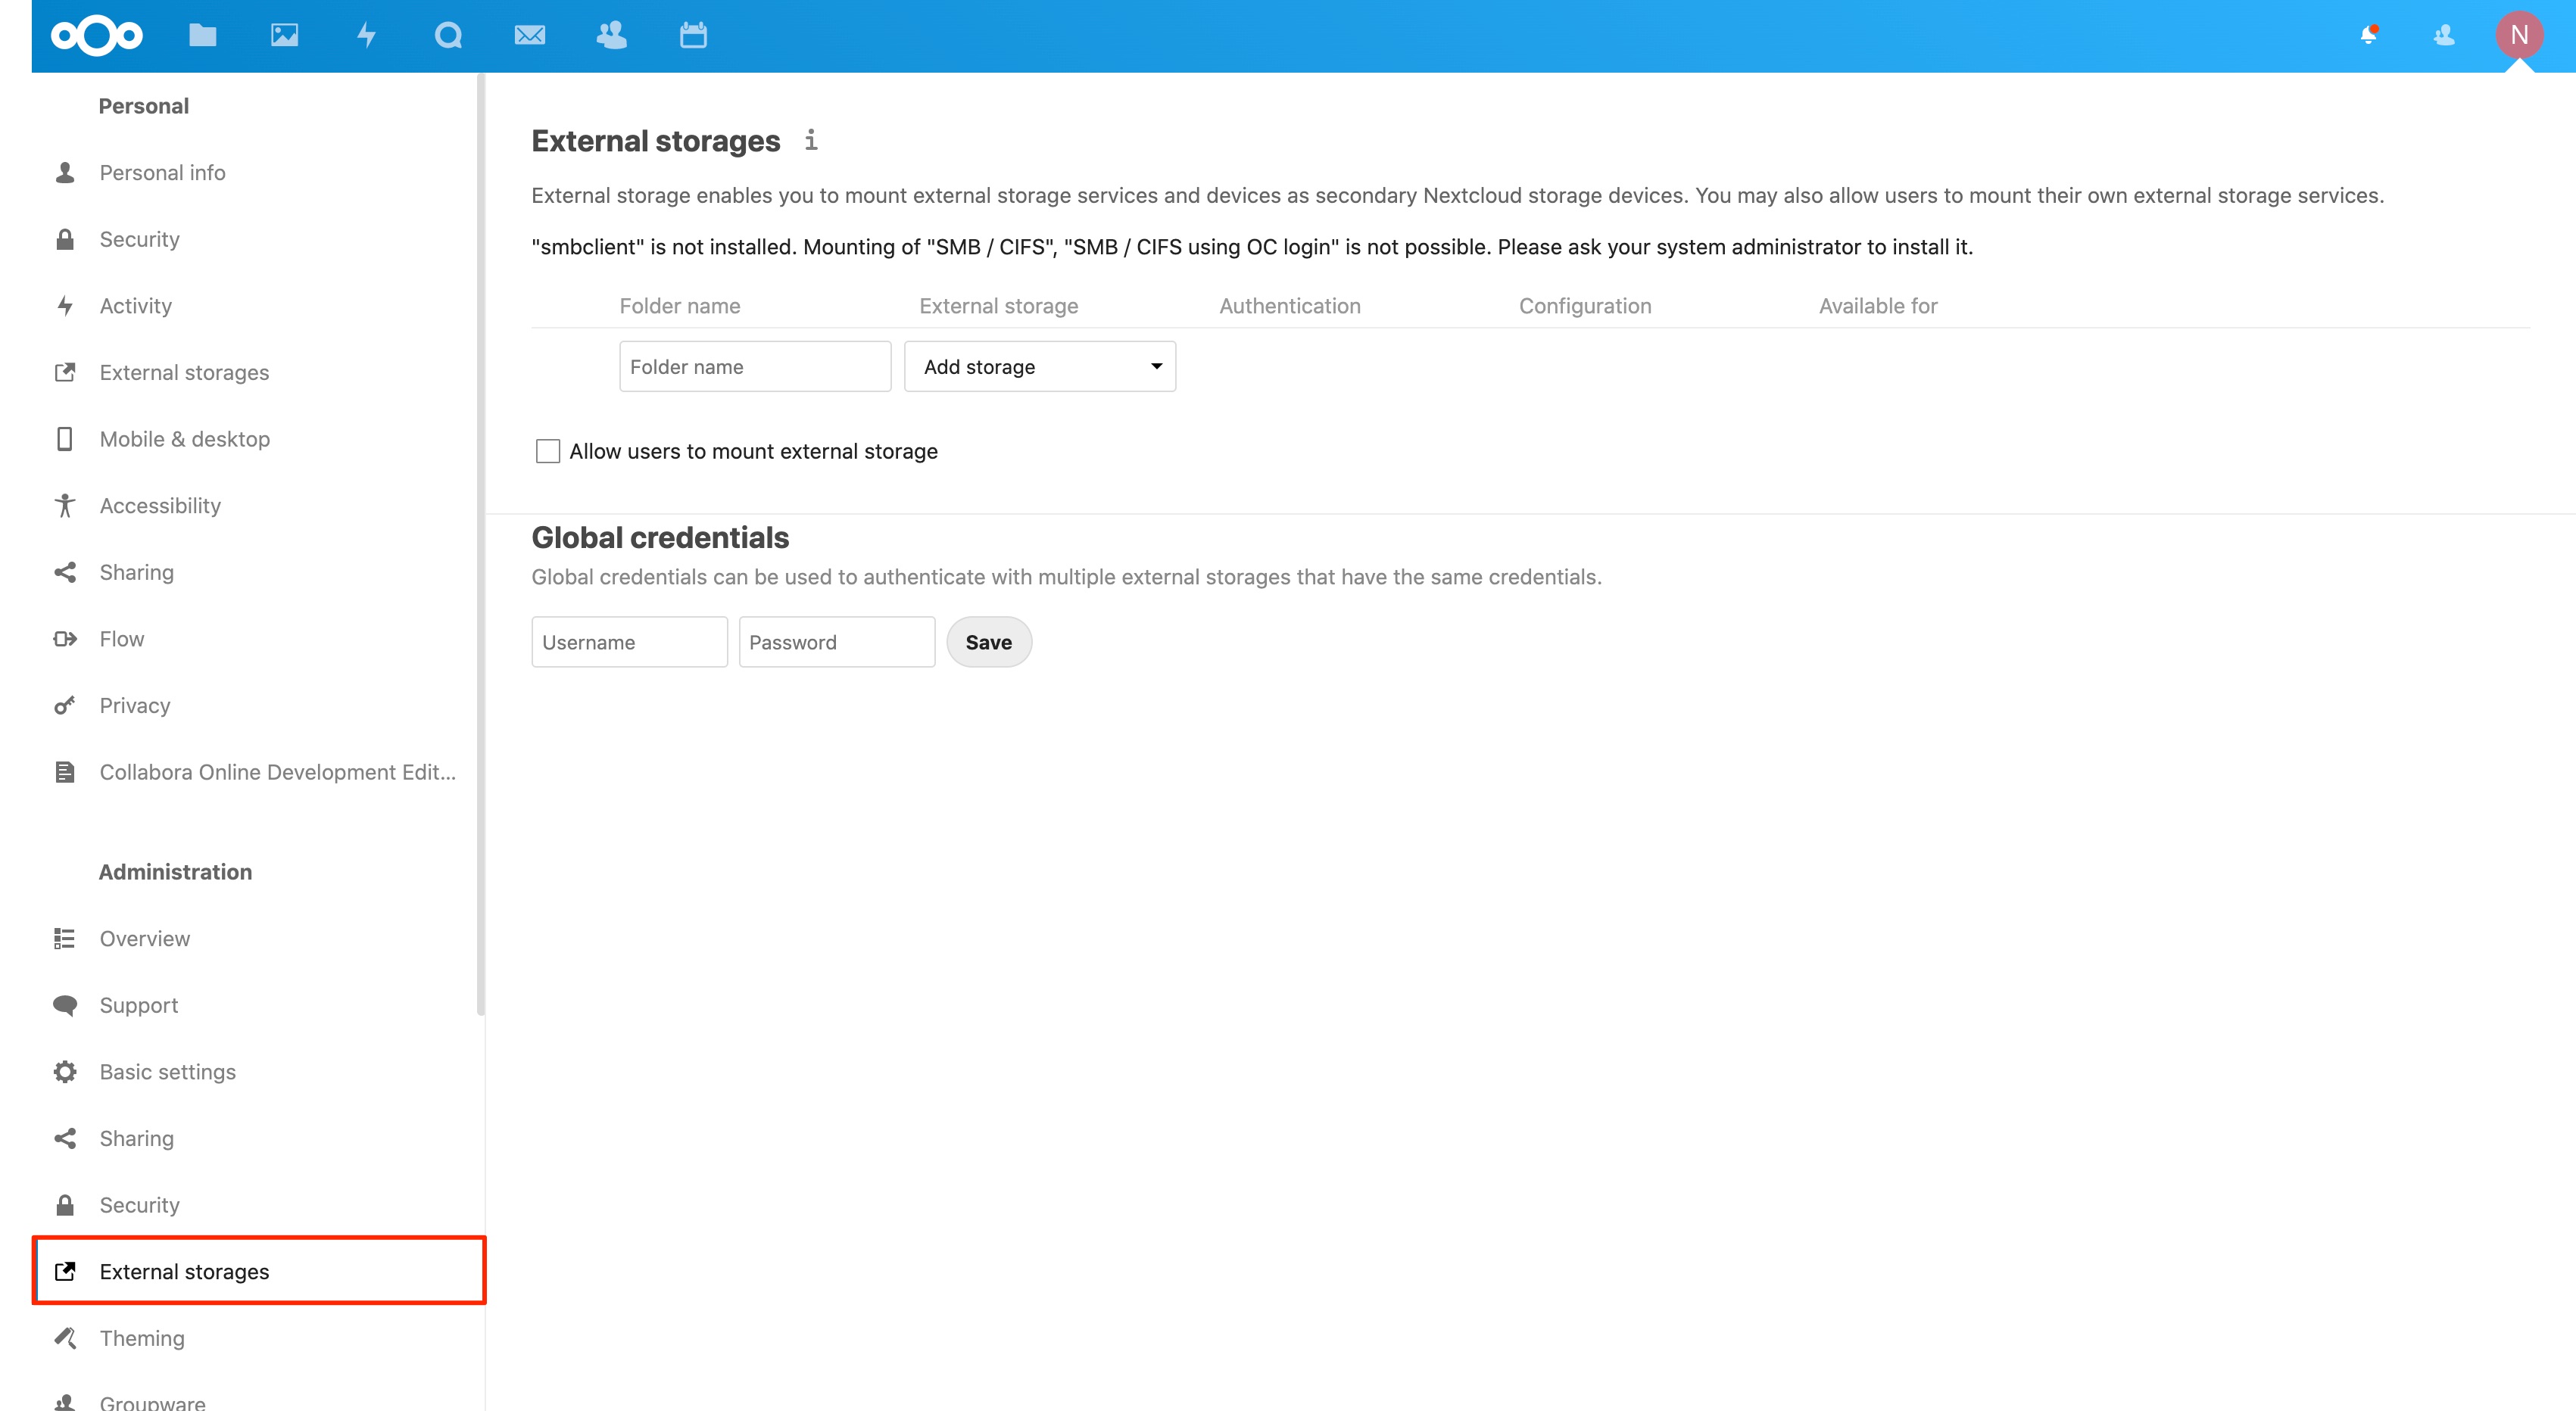 N
Personal
Personal info
Security
Activity
External storages
Mobile & desktop
Accessibility
Sharing
Flow
Privacy
Collabora Online Development Edit...
Administration
Overview
Support
Basic settings
Sharing
Security
External storages
Theming
Groupware
External storages i
External storage enables you to mount external storage services and devices as secondary Nextcloud storage devices. You may also allow users to mount their own external storage services.
"smbclient" is not installed. Mounting of "SMB / CIFS", "SMB / CIFS using OC login" is not possible. Please ask your system administrator to install it.
Folder name External storage Authentication Configuration Available for
Folder name Add storage
Allow users to mount external storage
Global credentials
Global credentials can be used to authenticate with multiple external storages that have the same credentials.
Username Password Save